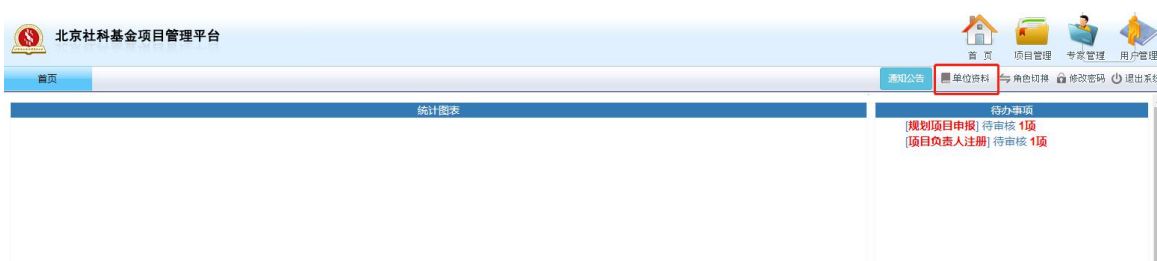 北京社科基金项目管理平台
首 页 项目管理 专家管理 用户管理
首页 通知公告 单位资料 角色切换 修改密码 退出系统
统计图表 待办事项
[规划项目申报] 待审核 1项
[项目负责人注册] 待审核 1项